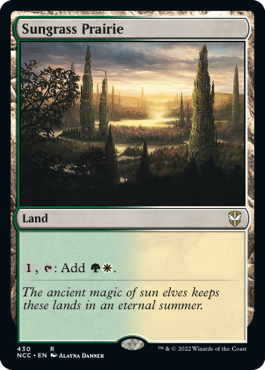 Sungrass Prairie
Land
1, : Add .
The ancient magic of sun elves keeps
these lands in an eternal summer.
430 R
NCC • EN ALAYNA DANNER
™ & © 2022 Wizards of the Coast